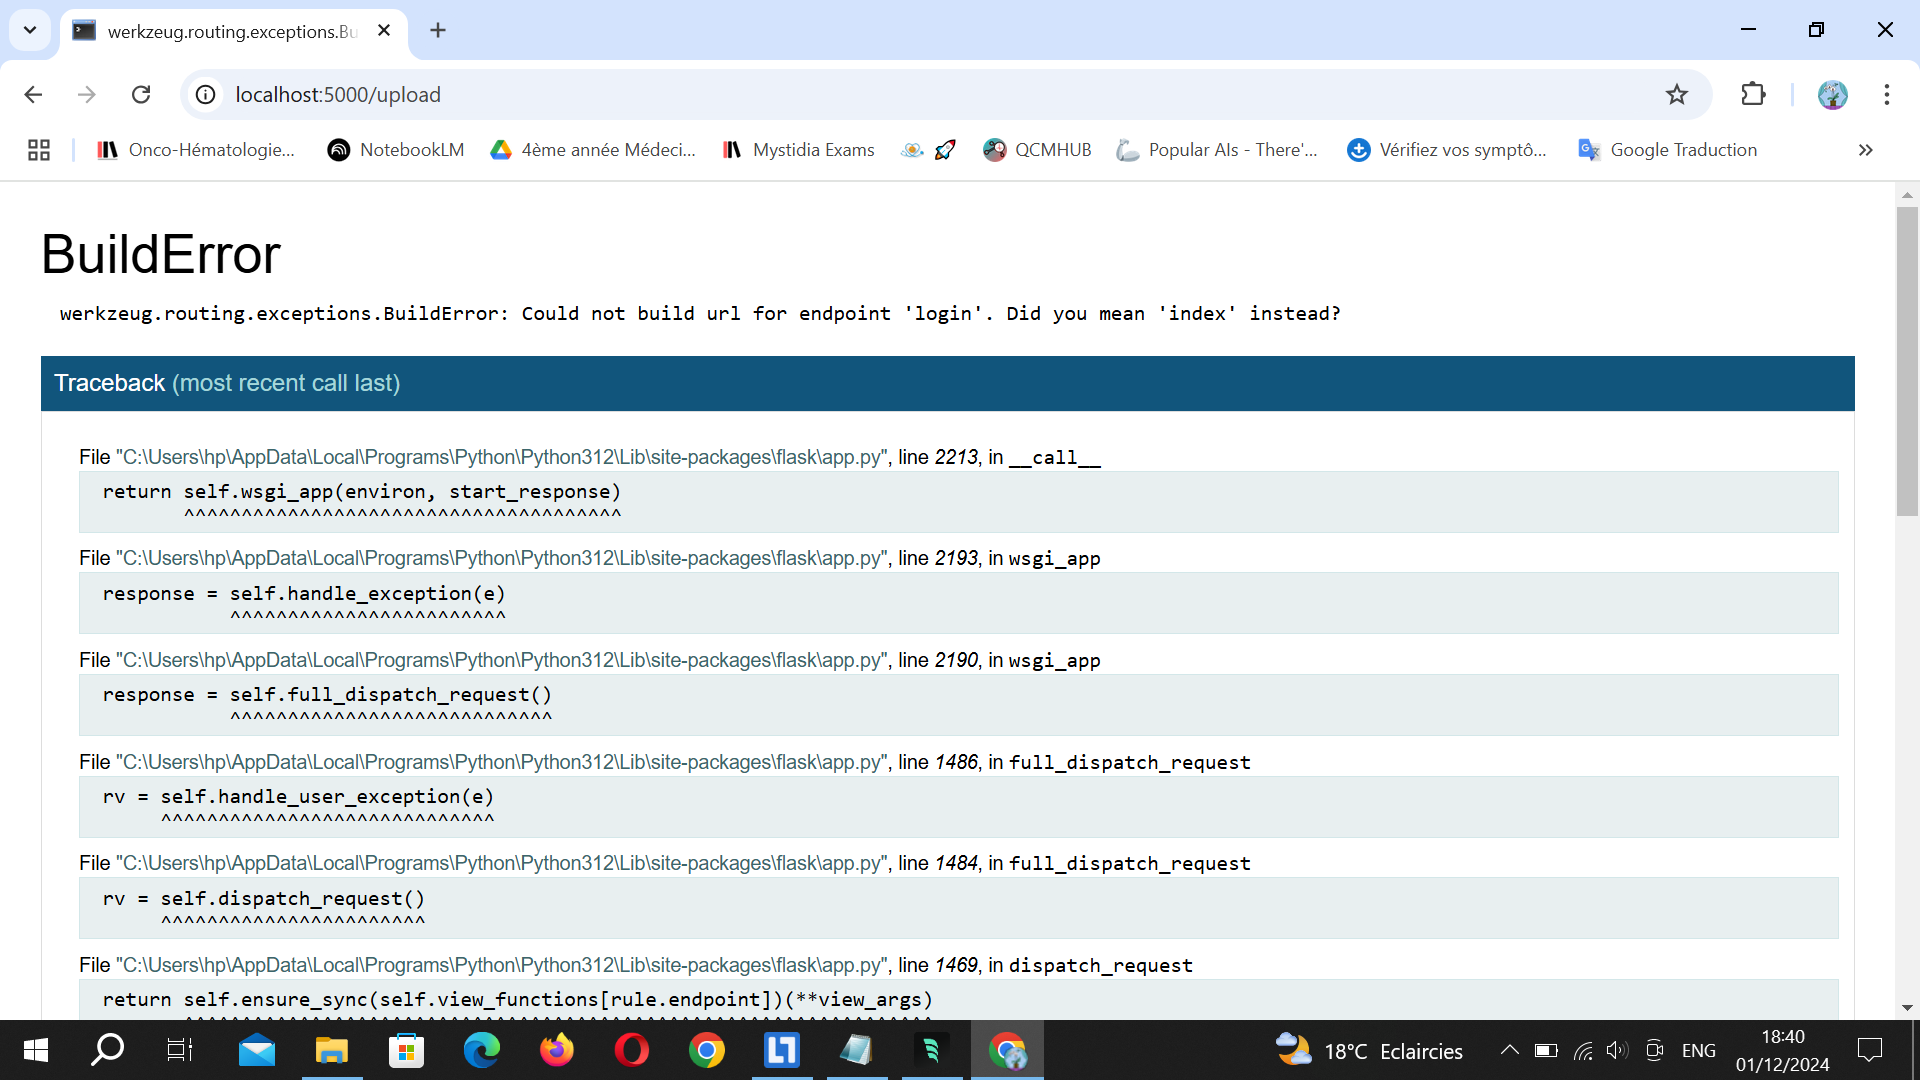 werkzeug.routing.exceptions.Bu
localhost:5000/upload
Onco-Hématologie... NotebookLM 4ème année Médeci... Mystidia Exams QCMHUB Popular AIs - There'... Vérifiez vos symptô... Google Traduction
BuildError
werkzeug.routing.exceptions.BuildError: Could not build url for endpoint 'login'. Did you mean 'index' instead?
Traceback (most recent call last)
File "C:\Users\hp\AppData\Local\Programs\Python\Python312\Lib\site-packages\flask\app.py", line 2213, in __call__
return self.wsgi_app(environ, start_response)
^^^^^^^^^^^^^^^^^^^^^^^^^^^^^^^^^^^^^^
File "C:\Users\hp\AppData\Local\Programs\Python\Python312\Lib\site-packages\flask\app.py", line 2193, in wsgi_app
response = self.handle_exception(e)
^^^^^^^^^^^^^^^^^^^^^^^^
File "C:\Users\hp\AppData\Local\Programs\Python\Python312\Lib\site-packages\flask\app.py", line 2190, in wsgi_app
response = self.full_dispatch_request()
^^^^^^^^^^^^^^^^^^^^^^^^^^^^
File "C:\Users\hp\AppData\Local\Programs\Python\Python312\Lib\site-packages\flask\app.py", line 1486, in full_dispatch_request
rv = self.handle_user_exception(e)
^^^^^^^^^^^^^^^^^^^^^^^^^^^^^
File "C:\Users\hp\AppData\Local\Programs\Python\Python312\Lib\site-packages\flask\app.py", line 1484, in full_dispatch_request
rv = self.dispatch_request()
^^^^^^^^^^^^^^^^^^^^^^^
File "C:\Users\hp\AppData\Local\Programs\Python\Python312\Lib\site-packages\flask\app.py", line 1469, in dispatch_request
return self.ensure_sync(self.view_functions[rule.endpoint])(**view_args)
^^^^^^^^^^^^^^^^^^^^^^^^^^^^^^^^^^^^^^^^^^^^^^^^^^^^^^^^^^^^^^^^^
18°C Eclaircies
ENG
18:40
01/12/2024